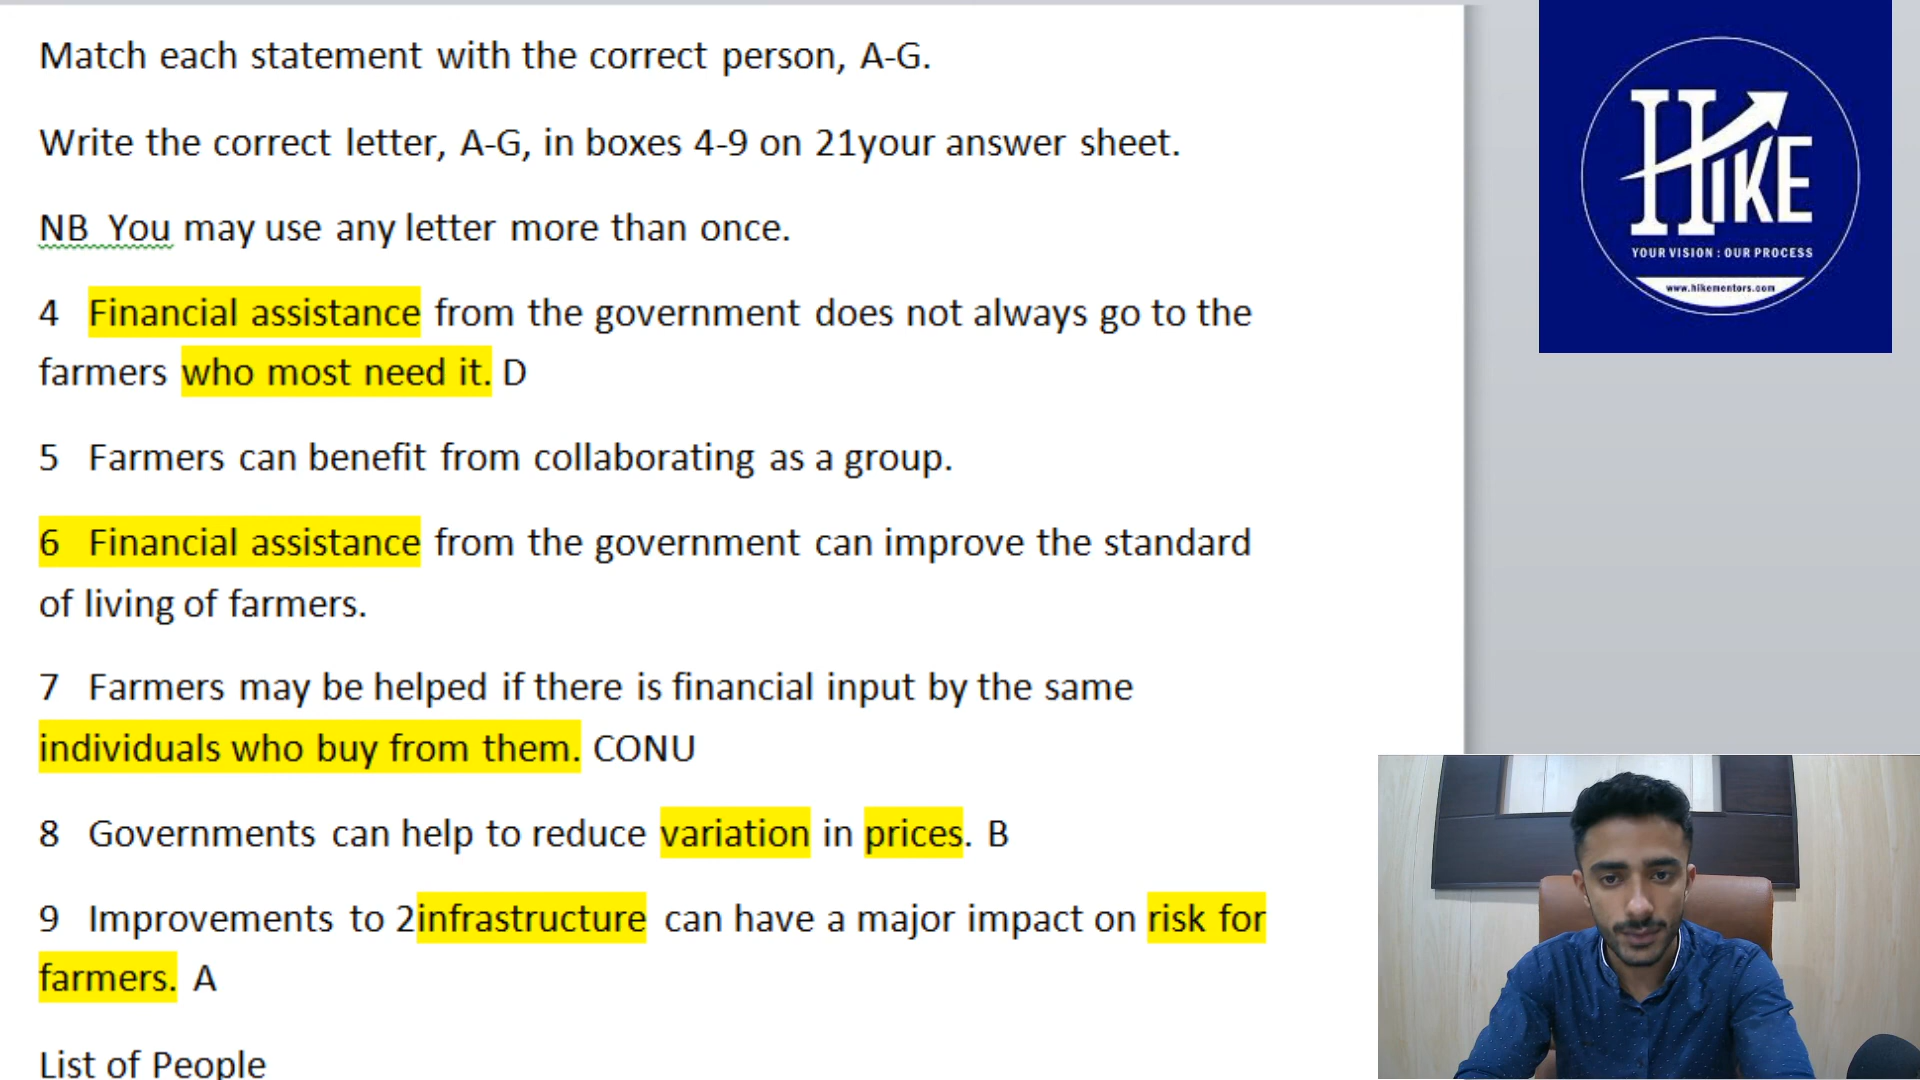 Match each statement with the correct person, A-G.
Write the correct letter, A-G, in boxes 4-9 on 21your answer sheet.
NB  You may use any letter more than once.
4   Financial assistance from the government does not always go to the
farmers who most need it. D
5   Farmers can benefit from collaborating as a group.
6   Financial assistance from the government can improve the standard
of living of farmers.
7   Farmers may be helped if there is financial input by the same
individuals who buy from them. CONU
8   Governments can help to reduce variation in prices. B
9   Improvements to 2infrastructure can have a major impact on risk for
farmers. A
List of People
HIKE
YOUR VISION : OUR PROCESS
www.hikementors.com